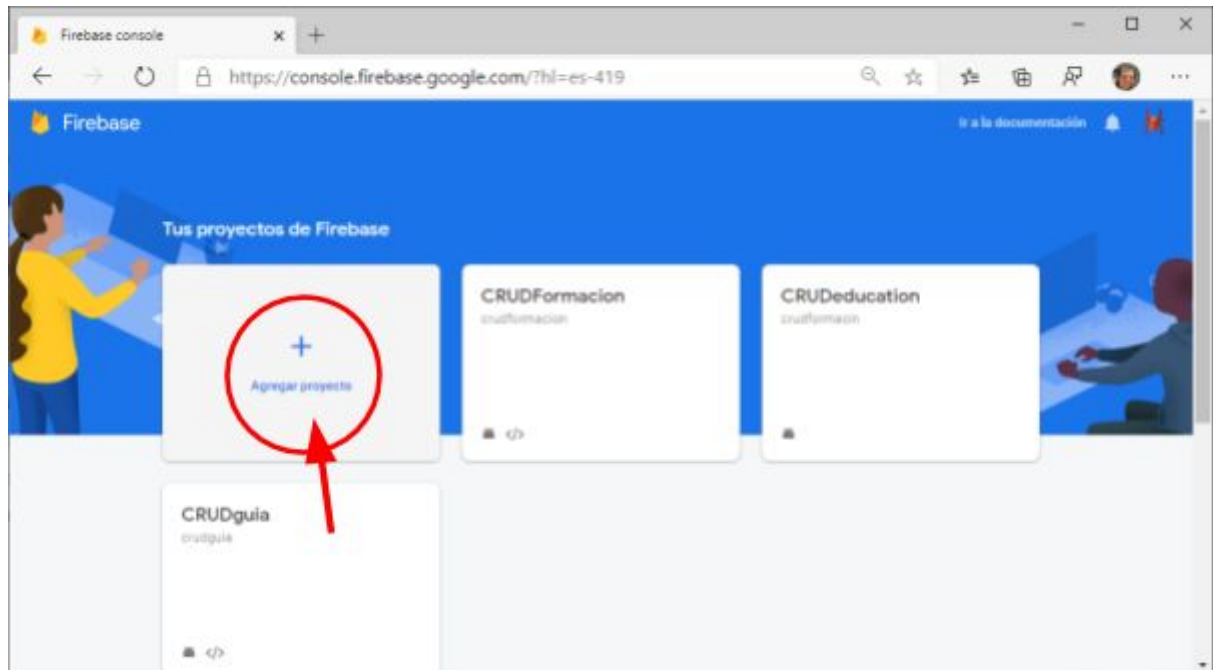 Firebase console
https://console.firebase.google.com/?hl=es-419
Firebase
Ir a la documentación
Tus proyectos de Firebase
Agregar proyecto
CRUDFormacion
crudformacion
CRUDeducation
crudformacin
CRUDguia
crudguia